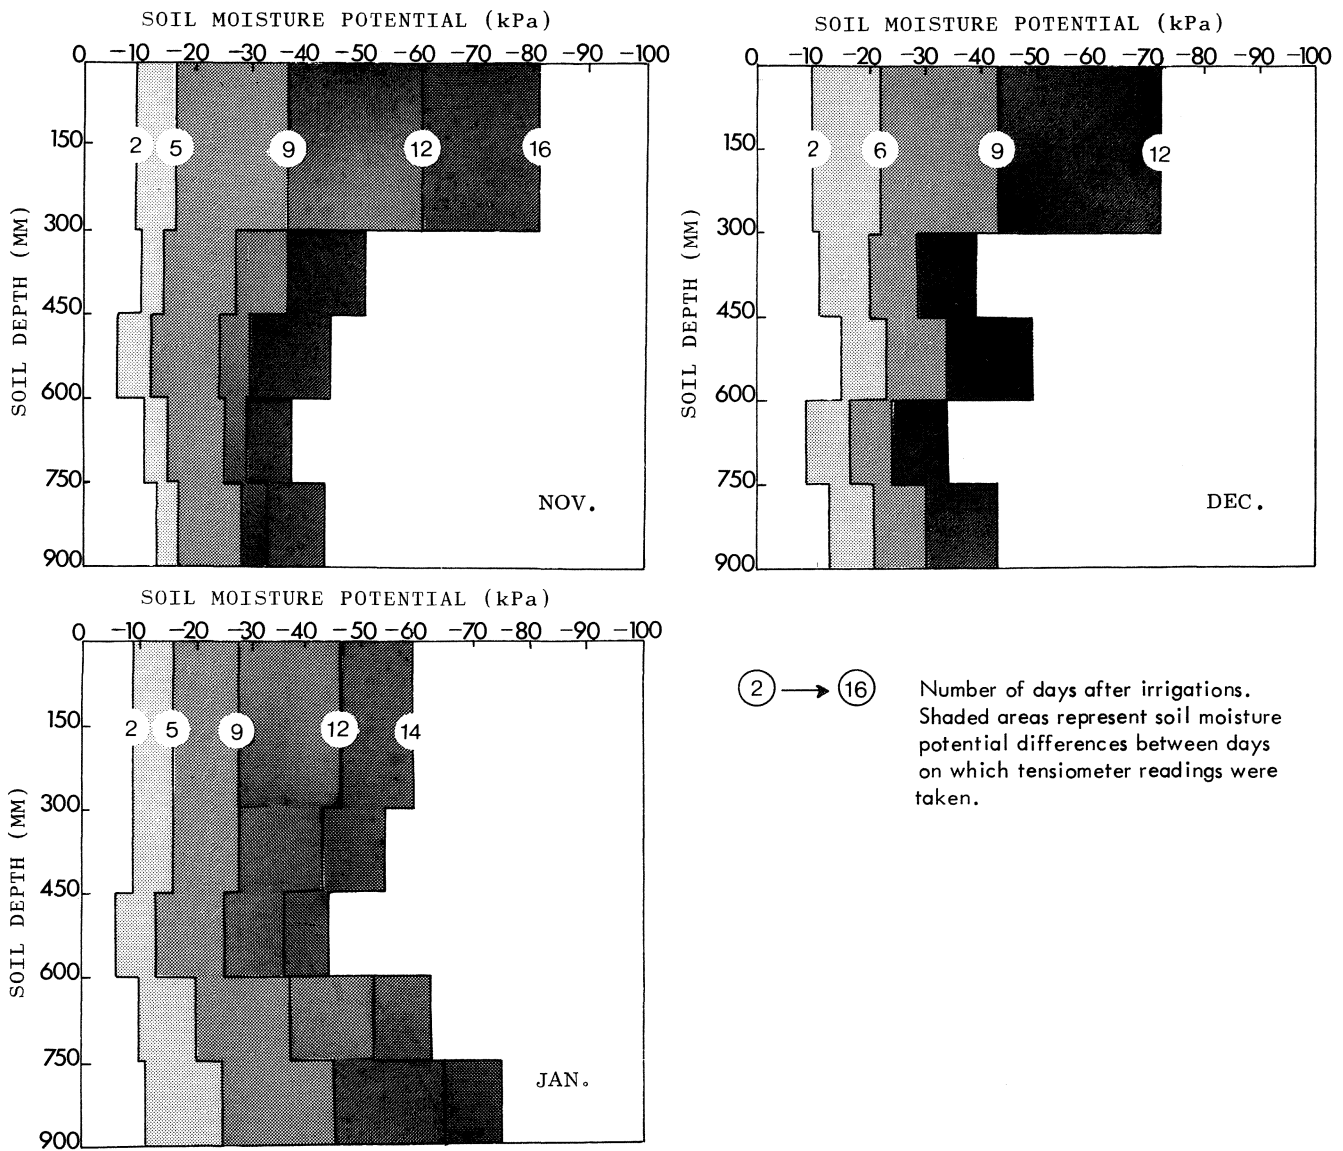 SOIL MOISTURE POTENTIAL (kPa)
0 -10 -20 -30 -40 -50 -60 -70 -80 -90 -100
2 5 9 12 16
150
300
450
600
750
900
SOIL DEPTH (MM)
NOV.
SOIL MOISTURE POTENTIAL (kPa)
0 -10 -20 -30 -40 -50 -60 -70 -80 -90 -100
2 6 9 12
150
300
450
600
750
900
SOIL DEPTH (MM)
DEC.
SOIL MOISTURE POTENTIAL (kPa)
0 -10 -20 -30 -40 -50 -60 -70 -80 -90 -100
2 5 9 12 14
150
300
450
600
750
900
SOIL DEPTH (MM)
JAN.
2 → 16 Number of days after irrigations.
Shaded areas represent soil moisture
potential differences between days
on which tensiometer readings were
taken.